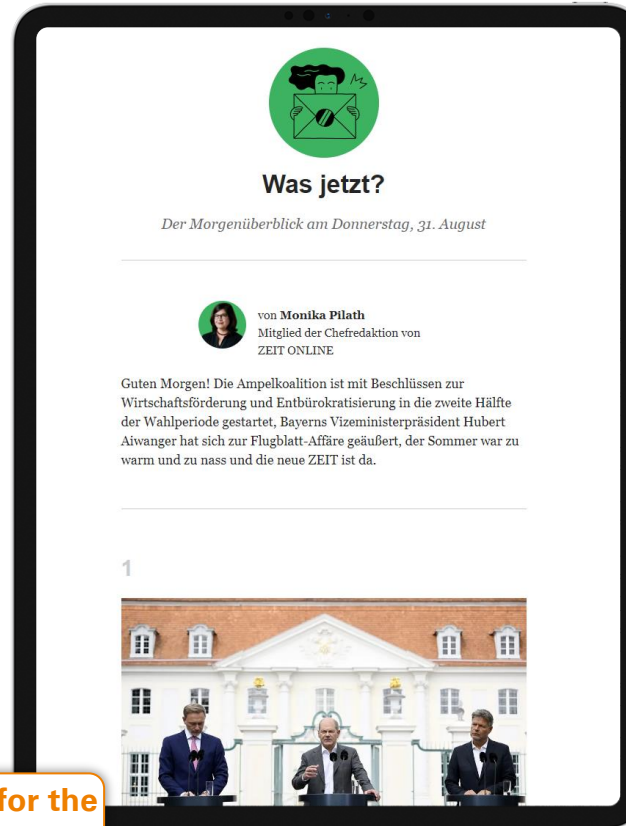 Was jetzt?
Der Morgenüberblick am Donnerstag, 31. August
von Monika Pilath
Mitglied der Chefredaktion von
ZEIT ONLINE
Guten Morgen! Die Ampelkoalition ist mit Beschlüssen zur
Wirtschaftsförderung und Entbürokratisierung in die zweite Hälfte
der Wahlperiode gestartet, Bayerns Vizeministerpräsident Hubert
Aiwanger hat sich zur Flugblatt-Affäre geäußert, der Sommer war zu
warm und zu nass und die neue ZEIT ist da.
1
for the